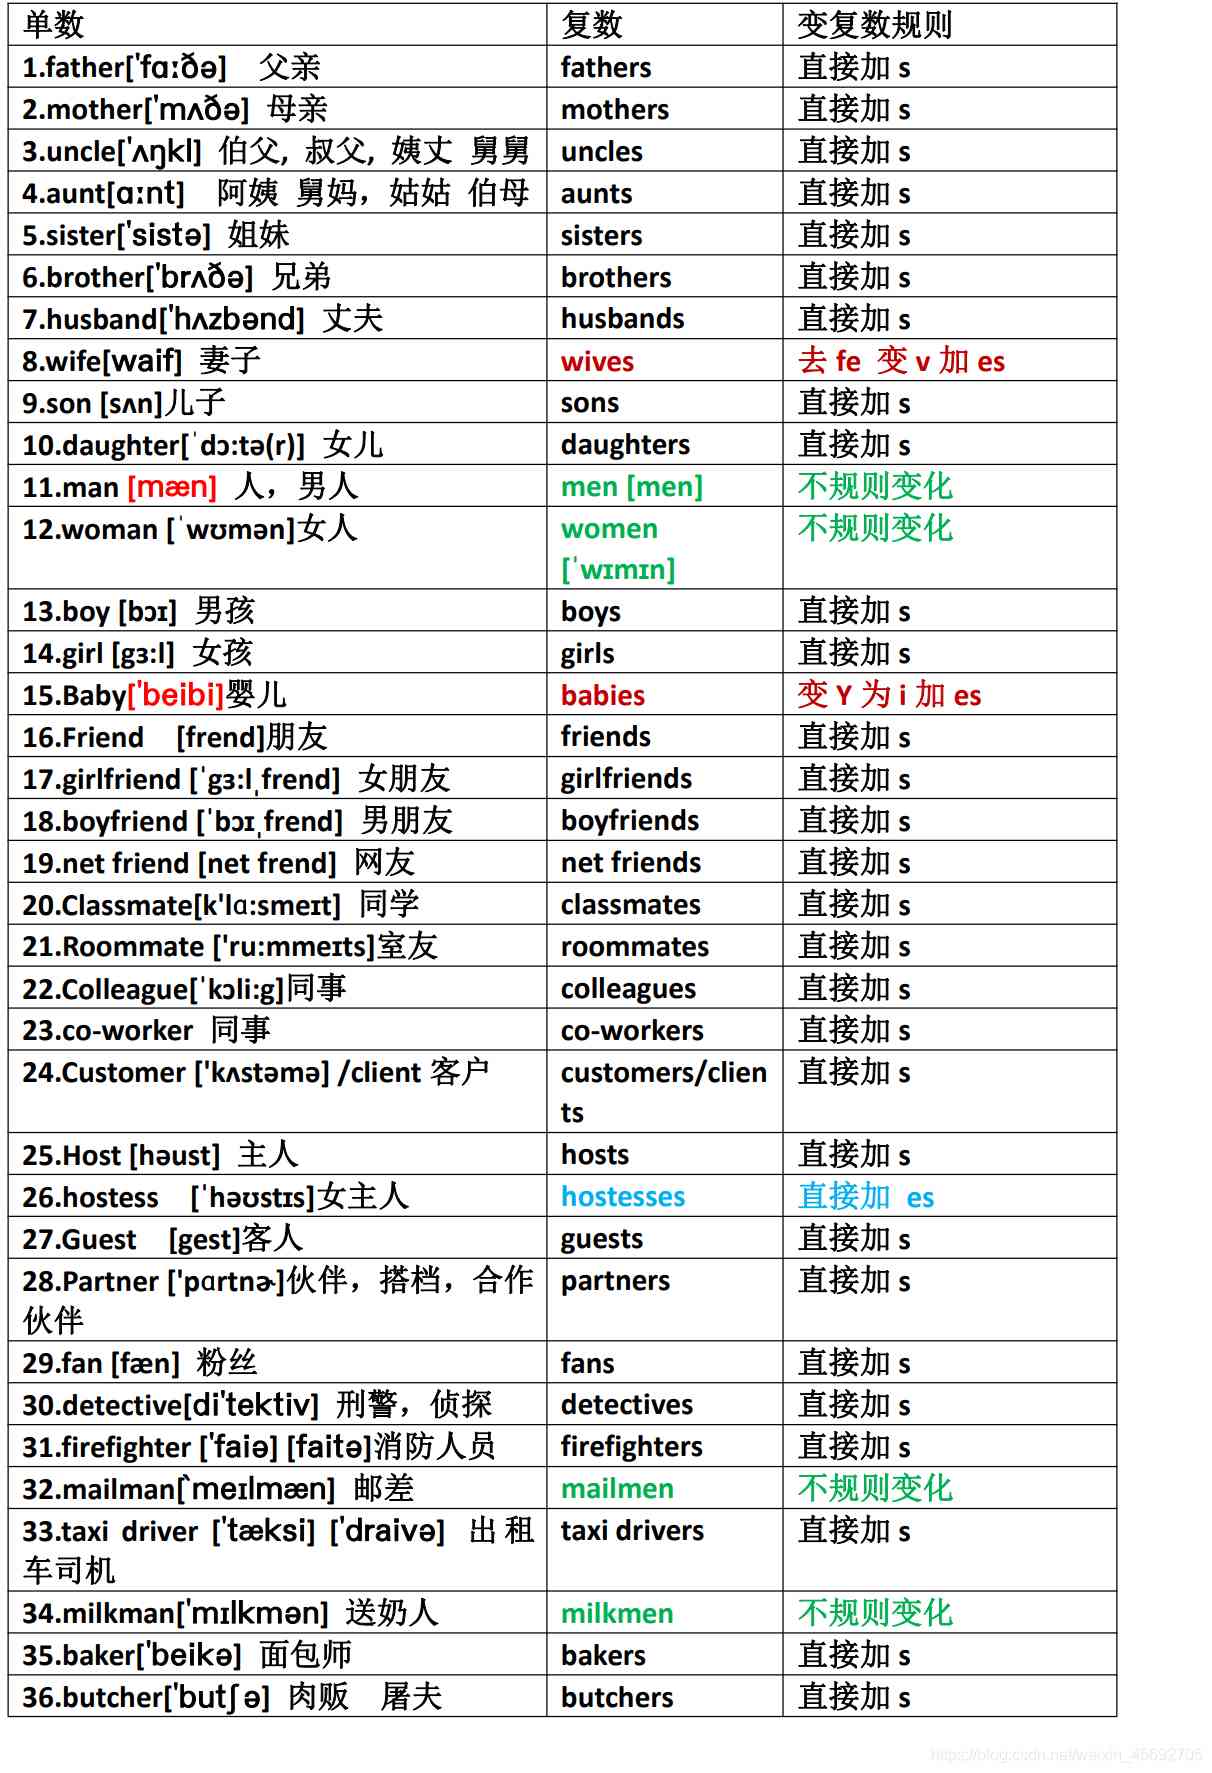 单数 复数 变复数规则
1.father['fɑːðə] 父亲 fathers 直接加 s
2.mother['mʌðə] 母亲 mothers 直接加 s
3.uncle['ʌŋkl] 伯父, 叔父, 姨丈 舅舅 uncles 直接加 s
4.aunt[ɑːnt] 阿姨 舅妈，姑姑 伯母 aunts 直接加 s
5.sister['sistə] 姐妹 sisters 直接加 s
6.brother['brʌðə] 兄弟 brothers 直接加 s
7.husband['hʌzbənd] 丈夫 husbands 直接加 s
8.wife[waif] 妻子 wives 去 fe 变 v 加 es
9.son [sʌn]儿子 sons 直接加 s
10.daughter[ˈdɔ:tə(r)] 女儿 daughters 直接加 s
11.man [mæn] 人，男人 men [men] 不规则变化
12.woman [ˈwʊmən]女人 women 不规则变化
[ˈwɪmɪn]
13.boy [bɔɪ] 男孩 boys 直接加 s
14.girl [gɜ:l] 女孩 girls 直接加 s
15.Baby['beibi]婴儿 babies 变 Y 为 i 加 es
16.Friend [frend]朋友 friends 直接加 s
17.girlfriend [ˈgɜ:lˌfrend] 女朋友 girlfriends 直接加 s
18.boyfriend [ˈbɔɪˌfrend] 男朋友 boyfriends 直接加 s
19.net friend [net frend] 网友 net friends 直接加 s
20.Classmate[k'lɑ:smeɪt] 同学 classmates 直接加 s
21.Roommate ['ru:mmeɪts]室友 roommates 直接加 s
22.Colleague[ˈkɔli:g]同事 colleagues 直接加 s
23.co-worker 同事 co-workers 直接加 s
24.Customer ['kʌstəmə] /client 客户 customers/clien 直接加 s
ts
25.Host [həust] 主人 hosts 直接加 s
26.hostess [ˈhəʊstɪs]女主人 hostesses 直接加 es
27.Guest [gest]客人 guests 直接加 s
28.Partner ['pɑrtnɚ]伙伴，搭档，合作 partners 直接加 s
伙伴
29.fan [fæn] 粉丝 fans 直接加 s
30.detective[di'tektiv] 刑警，侦探 detectives 直接加 s
31.firefighter ['faiə] [faitə]消防人员 firefighters 直接加 s
32.mailman[ˋmeɪlmæn] 邮差 mailmen 不规则变化
33.taxi driver ['tæksi] ['draivə] 出租 taxi drivers 直接加 s
车司机
34.milkman['mɪlkmən] 送奶人 milkmen 不规则变化
35.baker['beikə] 面包师 bakers 直接加 s
36.butcher['butʃə] 肉贩 屠夫 butchers 直接加 s
https://blog.csdn.net/weixin_45692705